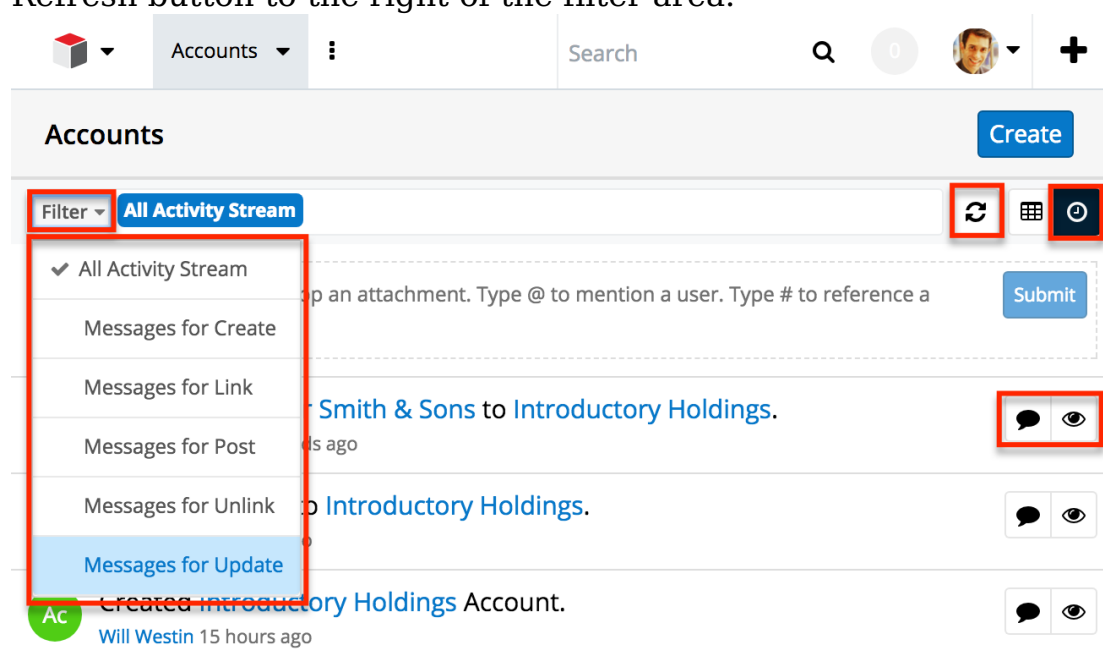 Refresh button to the right of the filter area.
Accounts Search 0
Accounts Create
Filter All Activity Stream
All Activity Stream
an attachment. Type @ to mention a user. Type # to reference a Submit
Messages for Create
Messages for Link
Smith & Sons to Introductory Holdings.
Messages for Post ago
Messages for Unlink Introductory Holdings.
Messages for Update
Ac Created Introductory Holdings Account.
Will Westin 15 hours ago